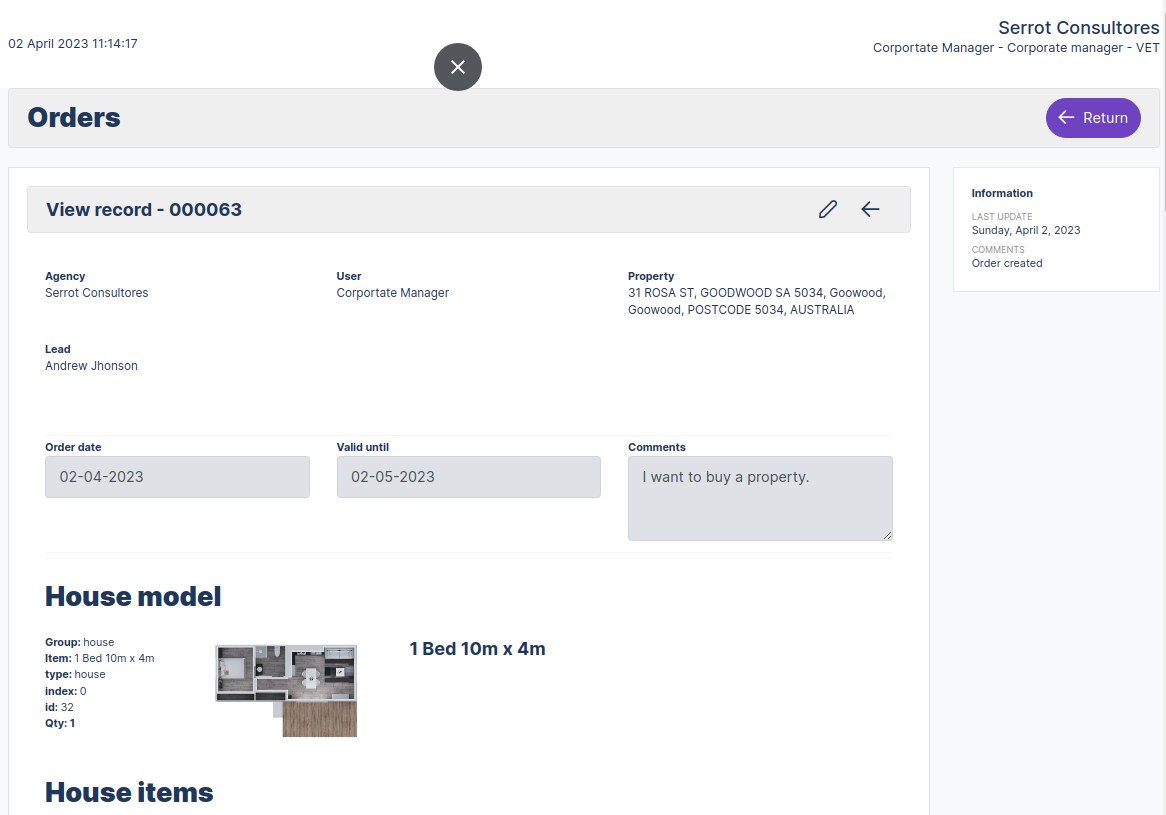 Serrot Consultores
02 April 2023 11:14:17
Corportate Manager - Corporate manager - VET
Orders
Return
View record - 000063
Information
LAST UPDATE
Sunday, April 2, 2023
COMMENTS
Order created
Agency
Serrot Consultores
User
Corportate Manager
Property
31 ROSA ST, GOODWOOD SA 5034, Goowood,
Goowood, POSTCODE 5034, AUSTRALIA
Lead
Andrew Jhonson
Order date
02-04-2023
Valid until
02-05-2023
Comments
I want to buy a property.
House model
Group: house
Item: 1 Bed 10m x 4m
type: house
index: 0
id: 32
Qty: 1
1 Bed 10m x 4m
House items